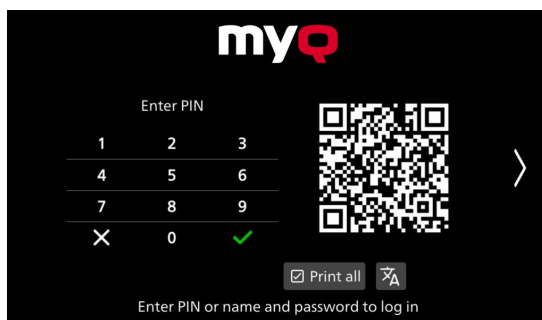 myQ
Enter PIN
1 2 3
4 5 6
7 8 9
0
Print all
Enter PIN or name and password to log in